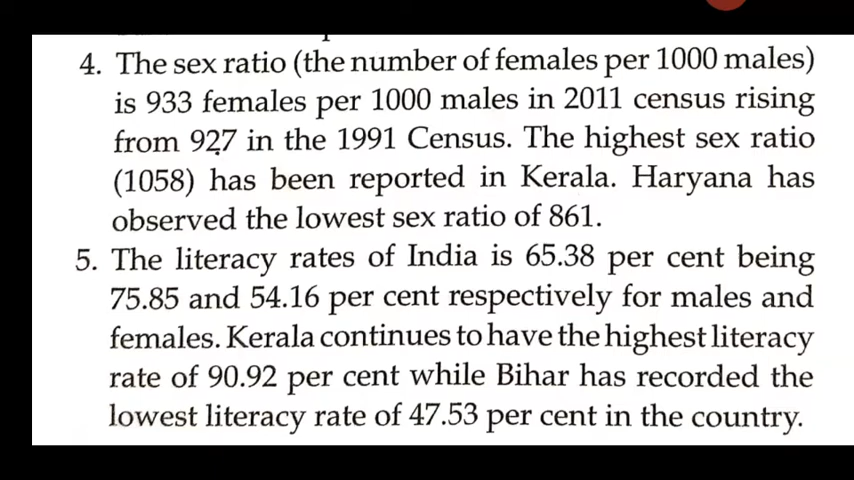 4. The sex ratio (the number of females per 1000 males)
is 933 females per 1000 males in 2011 census rising
from 927 in the 1991 Census. The highest sex ratio
(1058) has been reported in Kerala. Haryana has
observed the lowest sex ratio of 861.
5. The literacy rates of India is 65.38 per cent being
75.85 and 54.16 per cent respectively for males and
females. Kerala continues to have the highest literacy
rate of 90.92 per cent while Bihar has recorded the
lowest literacy rate of 47.53 per cent in the country.